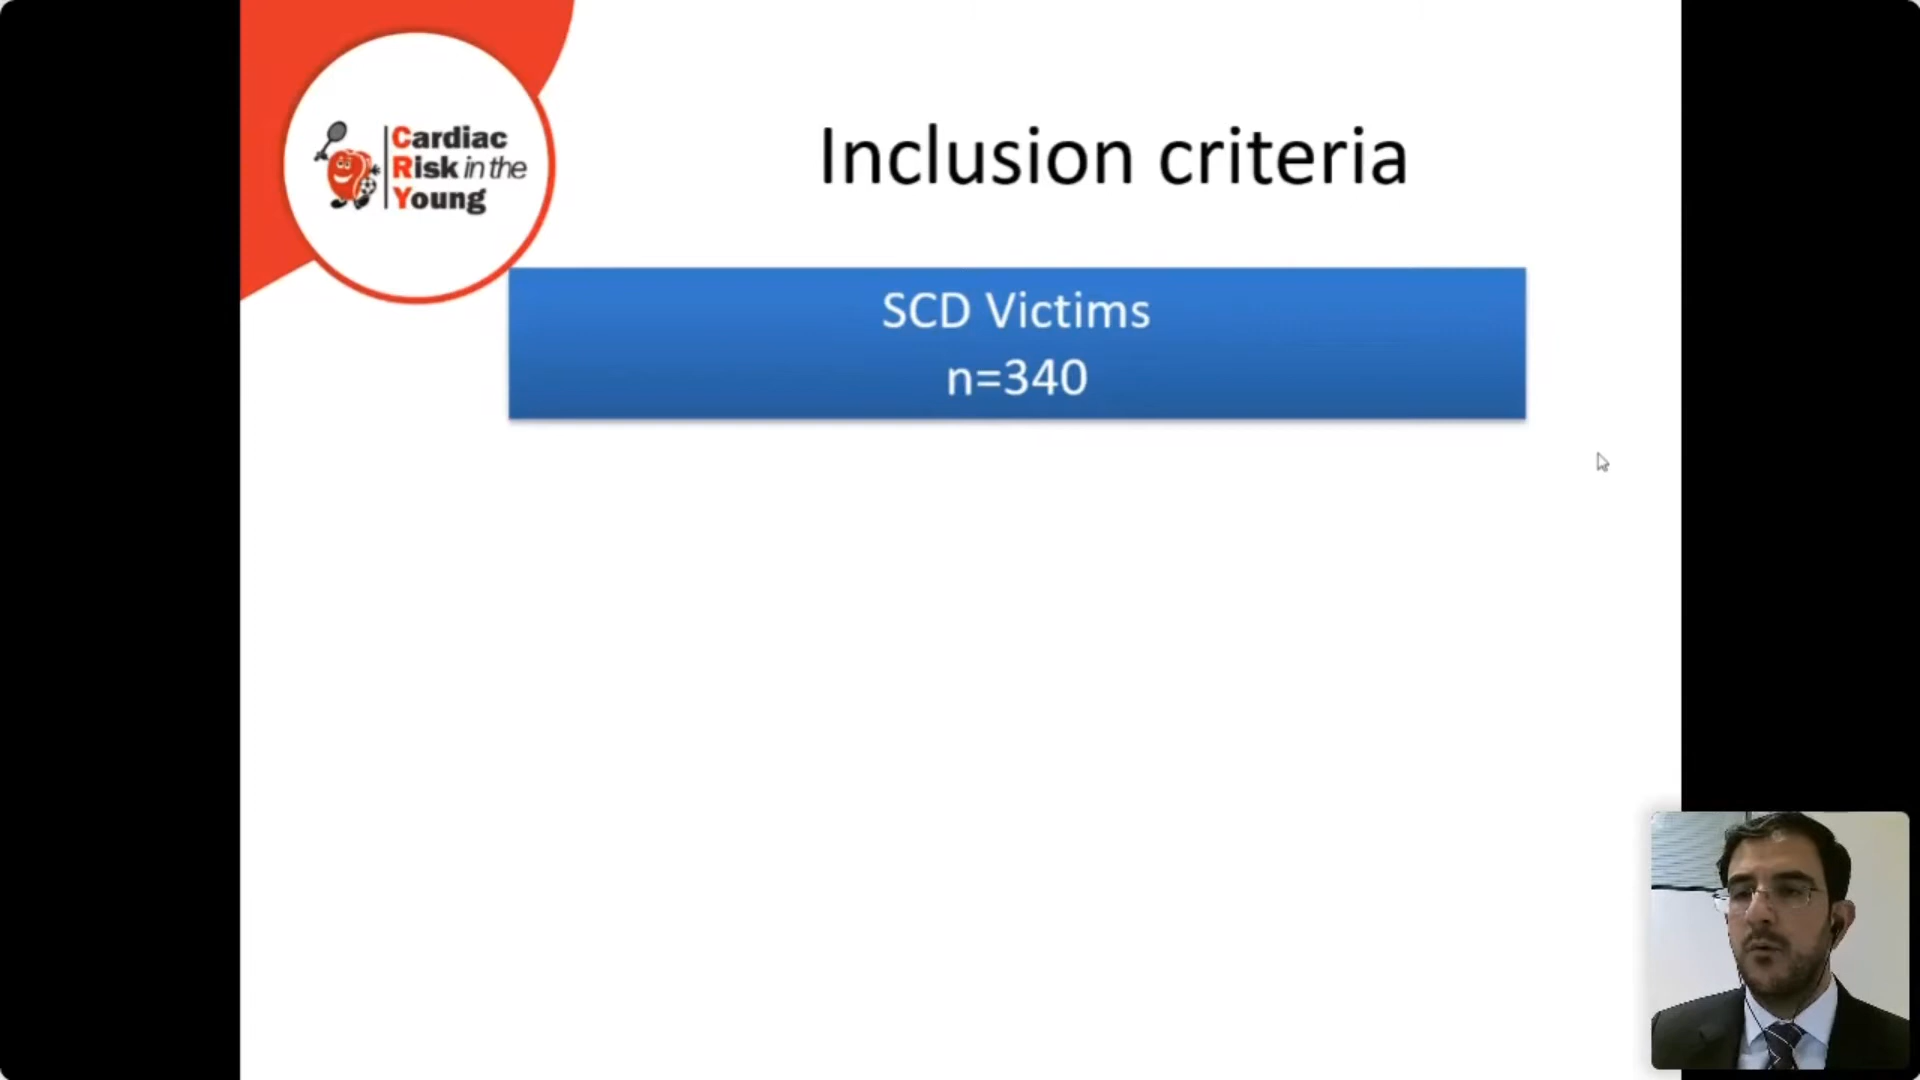 Cardiac
Risk in the
Young
Inclusion criteria
SCD Victims
n=340